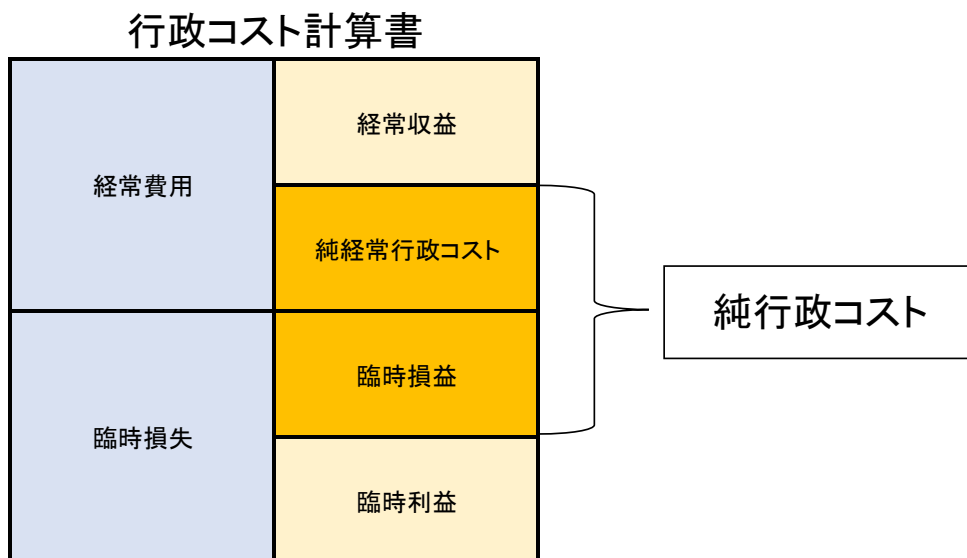 行政コスト計算書
経常費用
経常収益
純経常行政コスト
純行政コスト
臨時損失
臨時損益
臨時利益